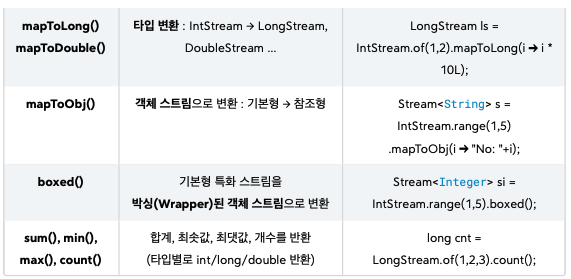 mapToLong()
mapToDouble()
타입 변환 : IntStream → LongStream,
DoubleStream ...
LongStream ls =
IntStream.of(1,2).mapToLong(i → i *
10L);
mapToObj()
객체 스트림으로 변환 : 기본형 → 참조형
Stream<String> s =
IntStream.range(1,5)
.mapToObj(i → "No: "+i);
boxed()
기본형 특화 스트림을
박싱(Wrapper)된 객체 스트림으로 변환
Stream<Integer> si =
IntStream.range(1,5).boxed();
sum(), min(),
max(), count()
합계, 최솟값, 최댓값, 개수를 반환
(타입별로 int/long/double 반환)
long cnt =
LongStream.of(1,2,3).count();